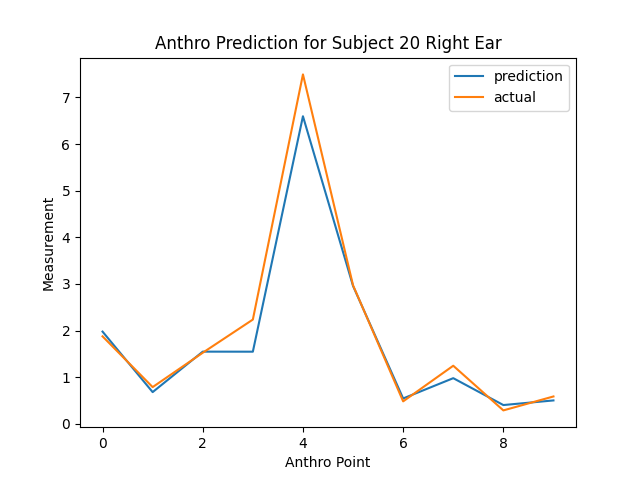 Anthro Prediction for Subject 20 Right Ear
prediction
actual
7
6
5
4
3
2
1
0
Measurement
0 2 4 6 8
Anthro Point